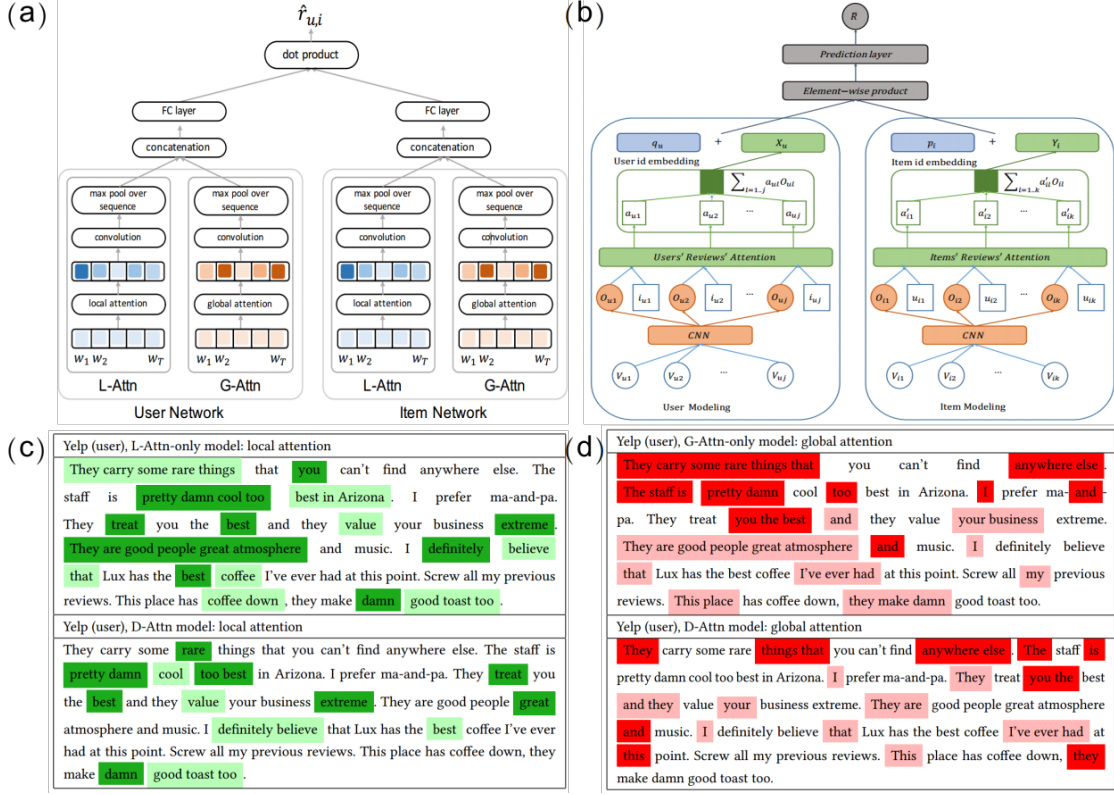 (a)
r̂u,i
dot product
FC layer
FC layer
concatenation
concatenation
max pool over sequence
max pool over sequence
max pool over sequence
max pool over sequence
convolution
convolution
convolution
convolution
local attention
global attention
local attention
global attention
w1 w2 wT
w1 w2 wT
w1 w2 wT
w1 w2 wT
L-Attn
G-Attn
L-Attn
G-Attn
User Network
Item Network
(b)
R
Prediction layer
Element-wise product
qu + Xu
pi + Yi
User id embedding
Item id embedding
∑l=1..j aulOul
∑l=1..k a′ilOil
au1 au2 ... auj
a′i1 a′i2 ... a′ik
Users' Reviews' Attention
Items' Reviews' Attention
Ou1 iu1 Ou2 iu2 ... Ouj iuj
Oi1 ui1 Oi2 ui2 ... Oik uik
CNN
CNN
Vu1 Vu2 ... Vuj
Vi1 Vi2 ... Vik
User Modeling
Item Modeling
(c)
Yelp (user), L-Attn-only model: local attention
They carry some rare things that you can't find anywhere else. The
staff is pretty damn cool too best in Arizona. I prefer ma-and-pa.
They treat you the best and they value your business extreme.
They are good people great atmosphere and music. I definitely believe
that Lux has the best coffee I've ever had at this point. Screw all my previous
reviews. This place has coffee down, they make damn good toast too.
Yelp (user), D-Attn model: local attention
They carry some rare things that you can't find anywhere else. The staff is
pretty damn cool too best in Arizona. I prefer ma-and-pa. They treat you
the best and they value your business extreme. They are good people great
atmosphere and music. I definitely believe that Lux has the best coffee I've ever
had at this point. Screw all my previous reviews. This place has coffee down, they
make damn good toast too.
(d)
Yelp (user), G-Attn-only model: global attention
They carry some rare things that you can't find anywhere else.
The staff is pretty damn cool too best in Arizona. I prefer ma-and-
pa. They treat you the best and they value your business extreme.
They are good people great atmosphere and music. I definitely believe
that Lux has the best coffee I've ever had at this point. Screw all my previous
reviews. This place has coffee down, they make damn good toast too.
Yelp (user), D-Attn model: global attention
They carry some rare things that you can't find anywhere else. The staff is
pretty damn cool too best in Arizona. I prefer ma-and-pa. They treat you the best
and they value your business extreme. They are good people great atmosphere
and music. I definitely believe that Lux has the best coffee I've ever had at
this point. Screw all my previous reviews. This place has coffee down, they
make damn good toast too.